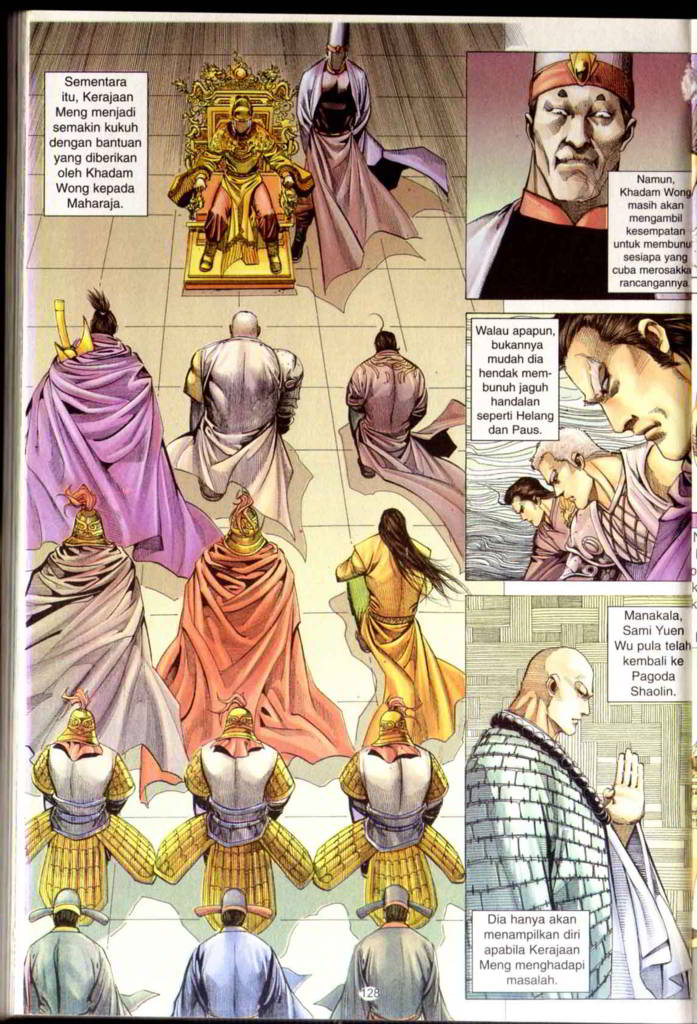 Sementara
itu, Kerajaan
Meng menjadi
semakin kukuh
dengan bantuan
yang diberikan
oleh Khadam
Wong kepada
Maharaja.
Namun,
Khadam Wong
masih akan
mengambil
kesempatan
untuk membunu
sesiapa yang
cuba merosakka
rancangannya
Walau apapun,
bukannya
mudah dia
hendak mem-
bunuh jaguh
handalan
seperti Helang
dan Paus.
Manakala,
Sami Yuen
Wu pula telah
kembali ke
Pagoda
Shaolin.
Dia hanya akan
menampilkan diri
apabila Kerajaan
Meng menghadapi
masalah.
128